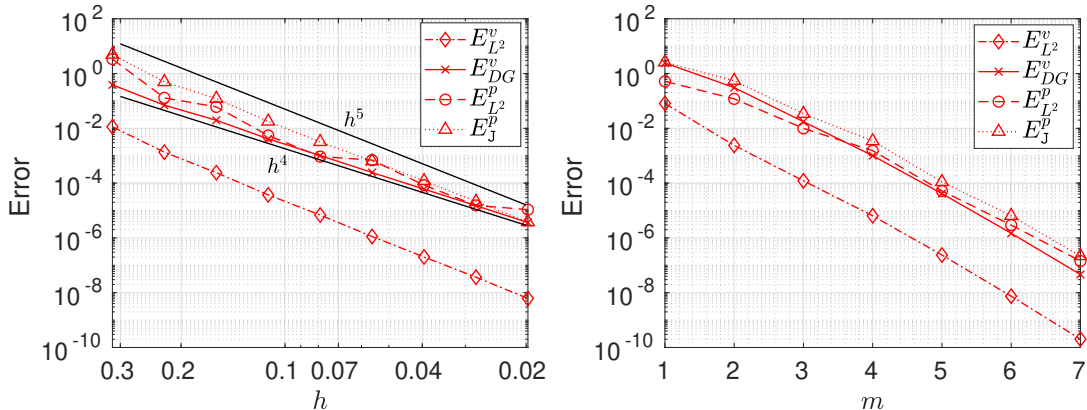 10^2
10^0
10^-2
10^-4
10^-6
10^-8
10^-10
Error
0.3 0.2 0.1 0.07 0.04 0.02
h
h^5
h^4
E^v_{L^2}
E^v_{DG}
E^p_{L^2}
E^p_J
10^2
10^0
10^-2
10^-4
10^-6
10^-8
10^-10
Error
1 2 3 4 5 6 7
m
E^v_{L^2}
E^v_{DG}
E^p_{L^2}
E^p_J